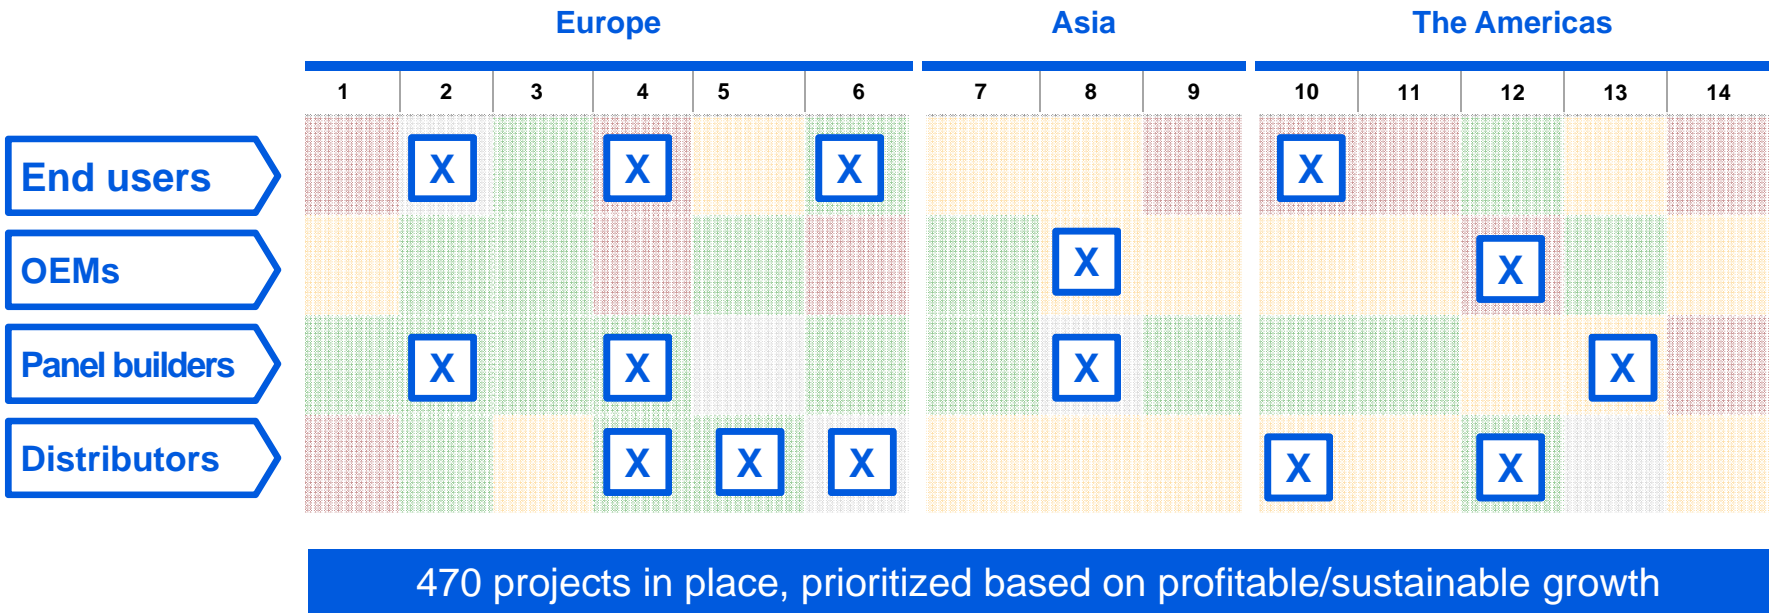 Europe Asia The Americas
1 2 3 4 5 6 7 8 9 10 11 12 13 14
End users X X X X
OEMs X X
Panel builders X X X X
Distributors X X X X X
470 projects in place, prioritized based on profitable/sustainable growth